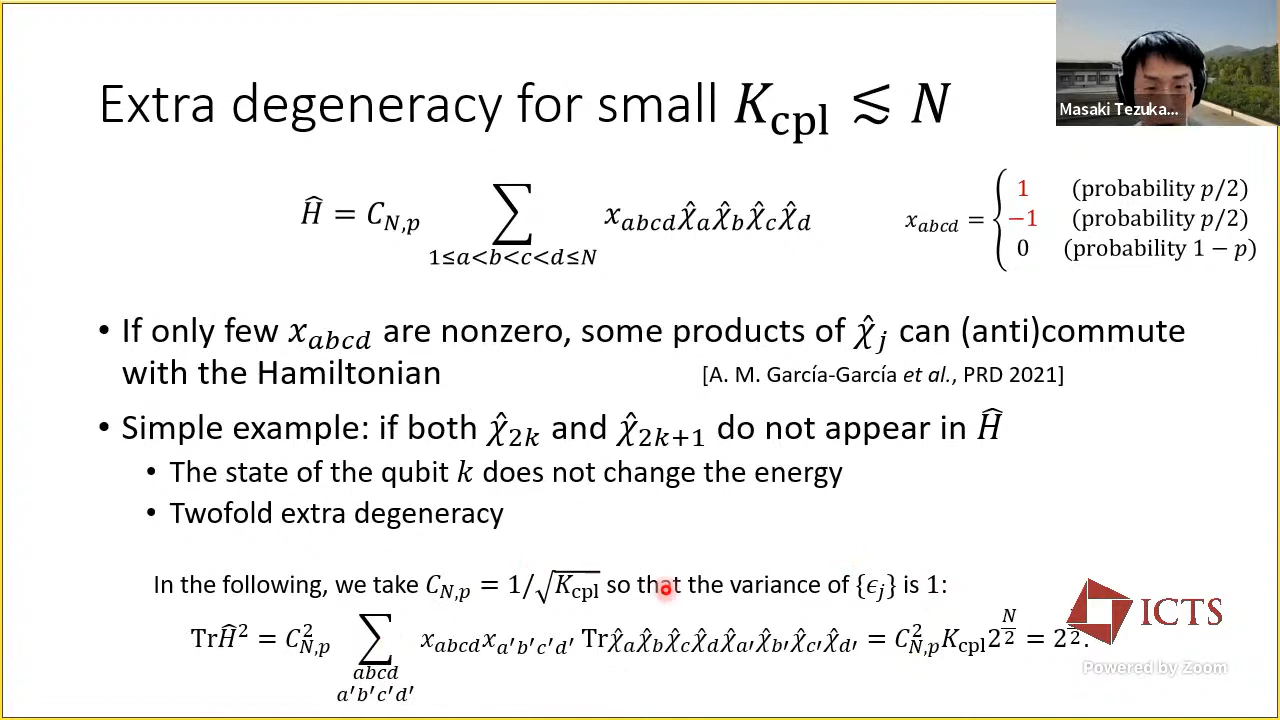 Extra degeneracy for small K_cpl ≲ N
Masaki Tezuka...
Ĥ = C_{N,p} ∑_{1≤a<b<c<d≤N} x_{abcd} χ̂_a χ̂_b χ̂_c χ̂_d
x_{abcd} = { 1 (probability p/2)
−1 (probability p/2)
0 (probability 1 − p)
• If only few x_{abcd} are nonzero, some products of χ̂_j can (anti)commute
with the Hamiltonian [A. M. García-García et al., PRD 2021]
• Simple example: if both χ̂_{2k} and χ̂_{2k+1} do not appear in Ĥ
• The state of the qubit k does not change the energy
• Twofold extra degeneracy
In the following, we take C_{N,p} = 1/√K_cpl so that the variance of {ϵ_j} is 1:
TrĤ² = C²_{N,p} ∑_{abcd a′b′c′d′} x_{abcd} x_{a′b′c′d′} Tr χ̂_a χ̂_b χ̂_c χ̂_d χ̂_{a′} χ̂_{b′} χ̂_{c′} χ̂_{d′} = C²_{N,p} K_cpl 2^{N/2} = 2
ICTS
Powered by Zoom